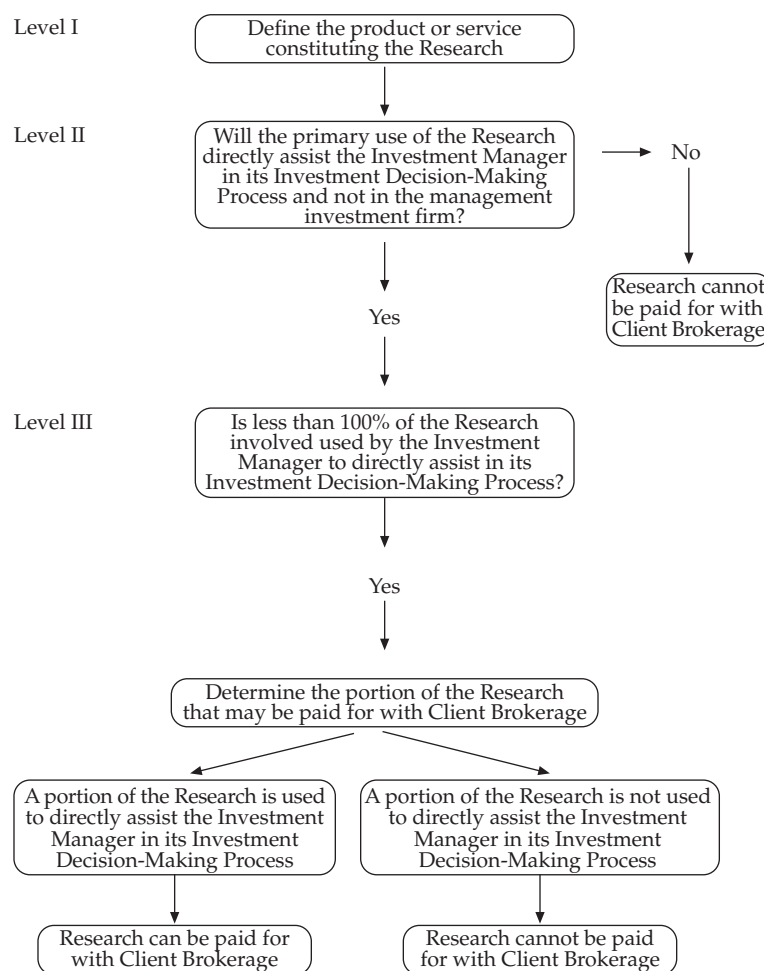 Level I
Define the product or service
constituting the Research
Level II
Will the primary use of the Research
directly assist the Investment Manager
in its Investment Decision-Making
Process and not in the management
investment firm?
No
Research cannot
be paid for with
Client Brokerage
Yes
Level III
Is less than 100% of the Research
involved used by the Investment
Manager to directly assist in its
Investment Decision-Making Process?
Yes
Determine the portion of the Research
that may be paid for with Client Brokerage
A portion of the Research is used
to directly assist the Investment
Manager in its Investment
Decision-Making Process
A portion of the Research is not used
to directly assist the Investment
Manager in its Investment
Decision-Making Process
Research can be paid for
with Client Brokerage
Research cannot be paid
for with Client Brokerage